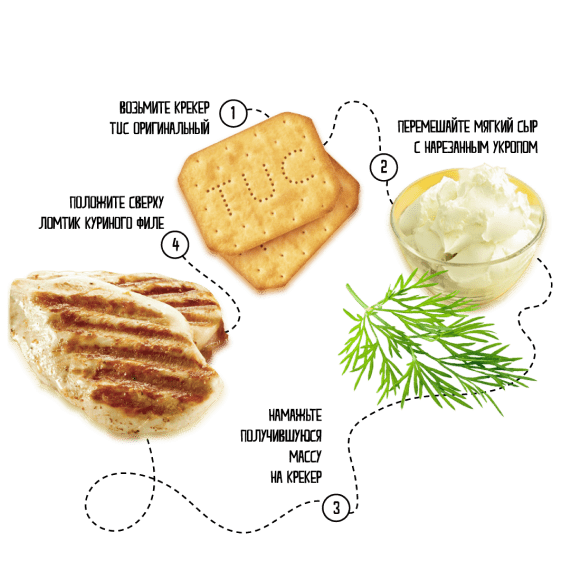 1
ВОЗЬМИТЕ КРЕКЕР
TUC ОРИГИНАЛЬНЫЙ
TUC
2
ПЕРЕМЕШАЙТЕ МЯГКИЙ СЫР
С НАРЕЗАННЫМ УКРОПОМ
3
НАМАЖЬТЕ
ПОЛУЧИВШУЮСЯ
МАССУ
НА КРЕКЕР
4
ПОЛОЖИТЕ СВЕРХУ
ЛОМТИК КУРИНОГО ФИЛЕ